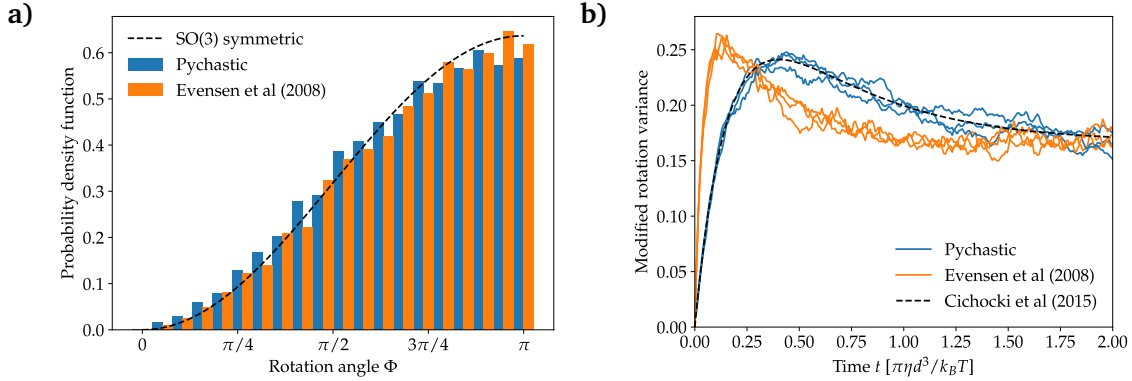 a)
Probability density function
0.6
0.5
0.4
0.3
0.2
0.1
0.0
SO(3) symmetric
Pychastic
Evensen et al (2008)
0 π/4 π/2 3π/4 π
Rotation angle Φ
b)
Modified rotation variance
0.25
0.20
0.15
0.10
0.05
0.00
Pychastic
Evensen et al (2008)
Cichocki et al (2015)
0.00 0.25 0.50 0.75 1.00 1.25 1.50 1.75 2.00
Time t [πηd³/k_BT]